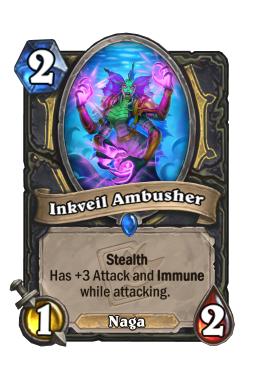 2
Inkveil Ambusher
Stealth
Has +3 Attack and Immune
while attacking.
1
Naga
2